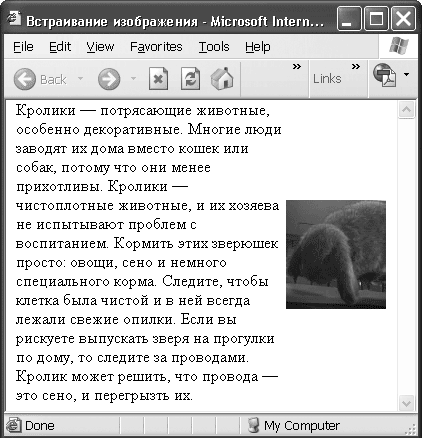 Встраивание изображения - Microsoft Intern...
File Edit View Favorites Tools Help
Back Links
Кролики — потрясающие животные,
особенно декоративные. Многие люди
заводят их дома вместо кошек или
собак, потому что они менее
прихотливы. Кролики —
чистоплотные животные, и их хозяева
не испытывают проблем с
воспитанием. Кормить этих зверюшек
просто: овощи, сено и немного
специального корма. Следите, чтобы
клетка была чистой и в ней всегда
лежали свежие опилки. Если вы
рискуете выпускать зверя на прогулки
по дому, то следите за проводами.
Кролик может решить, что провода —
это сено, и перегрызть их.
Done My Computer